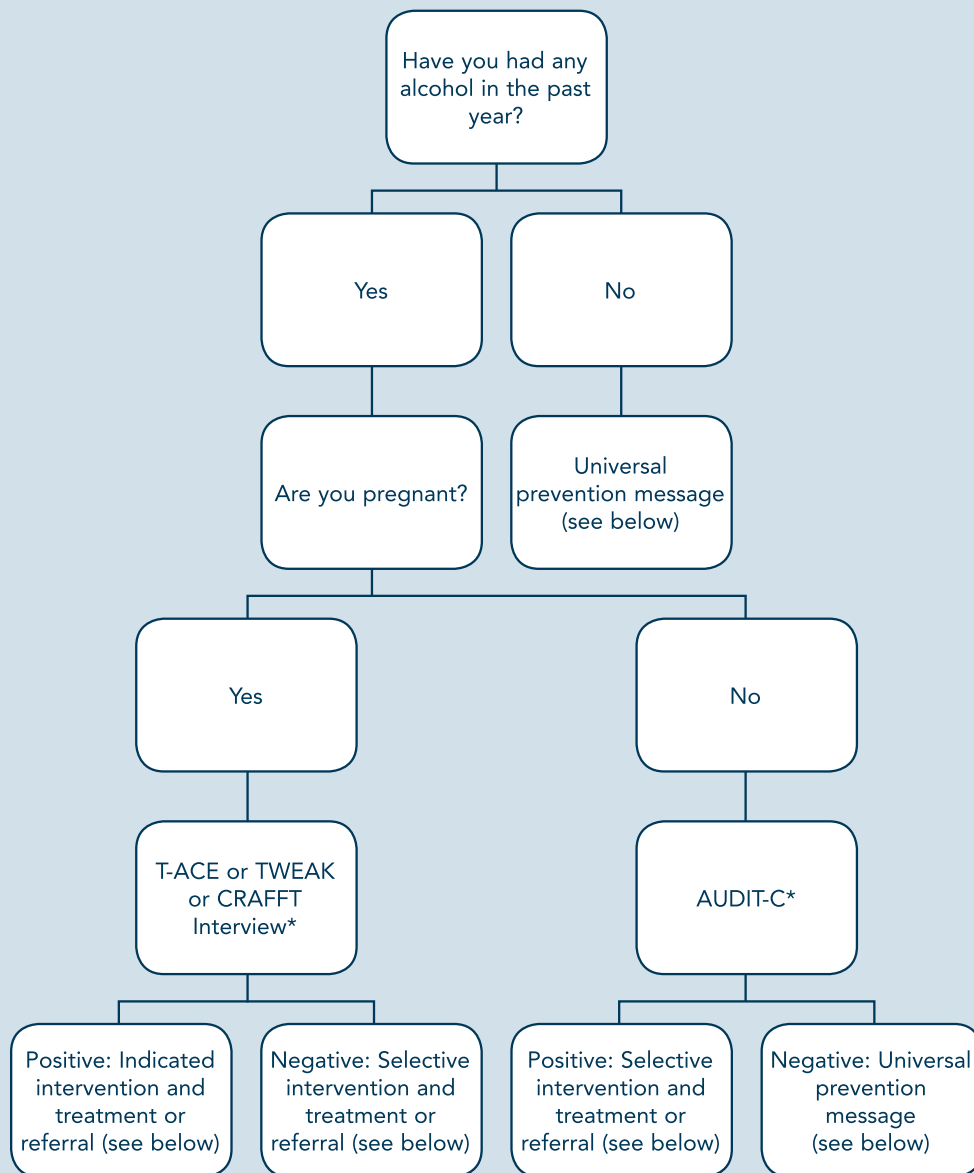 Have you had any
alcohol in the past
year?
Yes
No
Are you pregnant?
Universal
prevention message
(see below)
Yes
No
T-ACE or TWEAK
or CRAFFT
Interview*
AUDIT-C*
Positive: Indicated
intervention and
treatment or
referral (see below)
Negative: Selective
intervention and
treatment or
referral (see below)
Positive: Selective
intervention and
treatment or
referral (see below)
Negative: Universal
prevention
message
(see below)